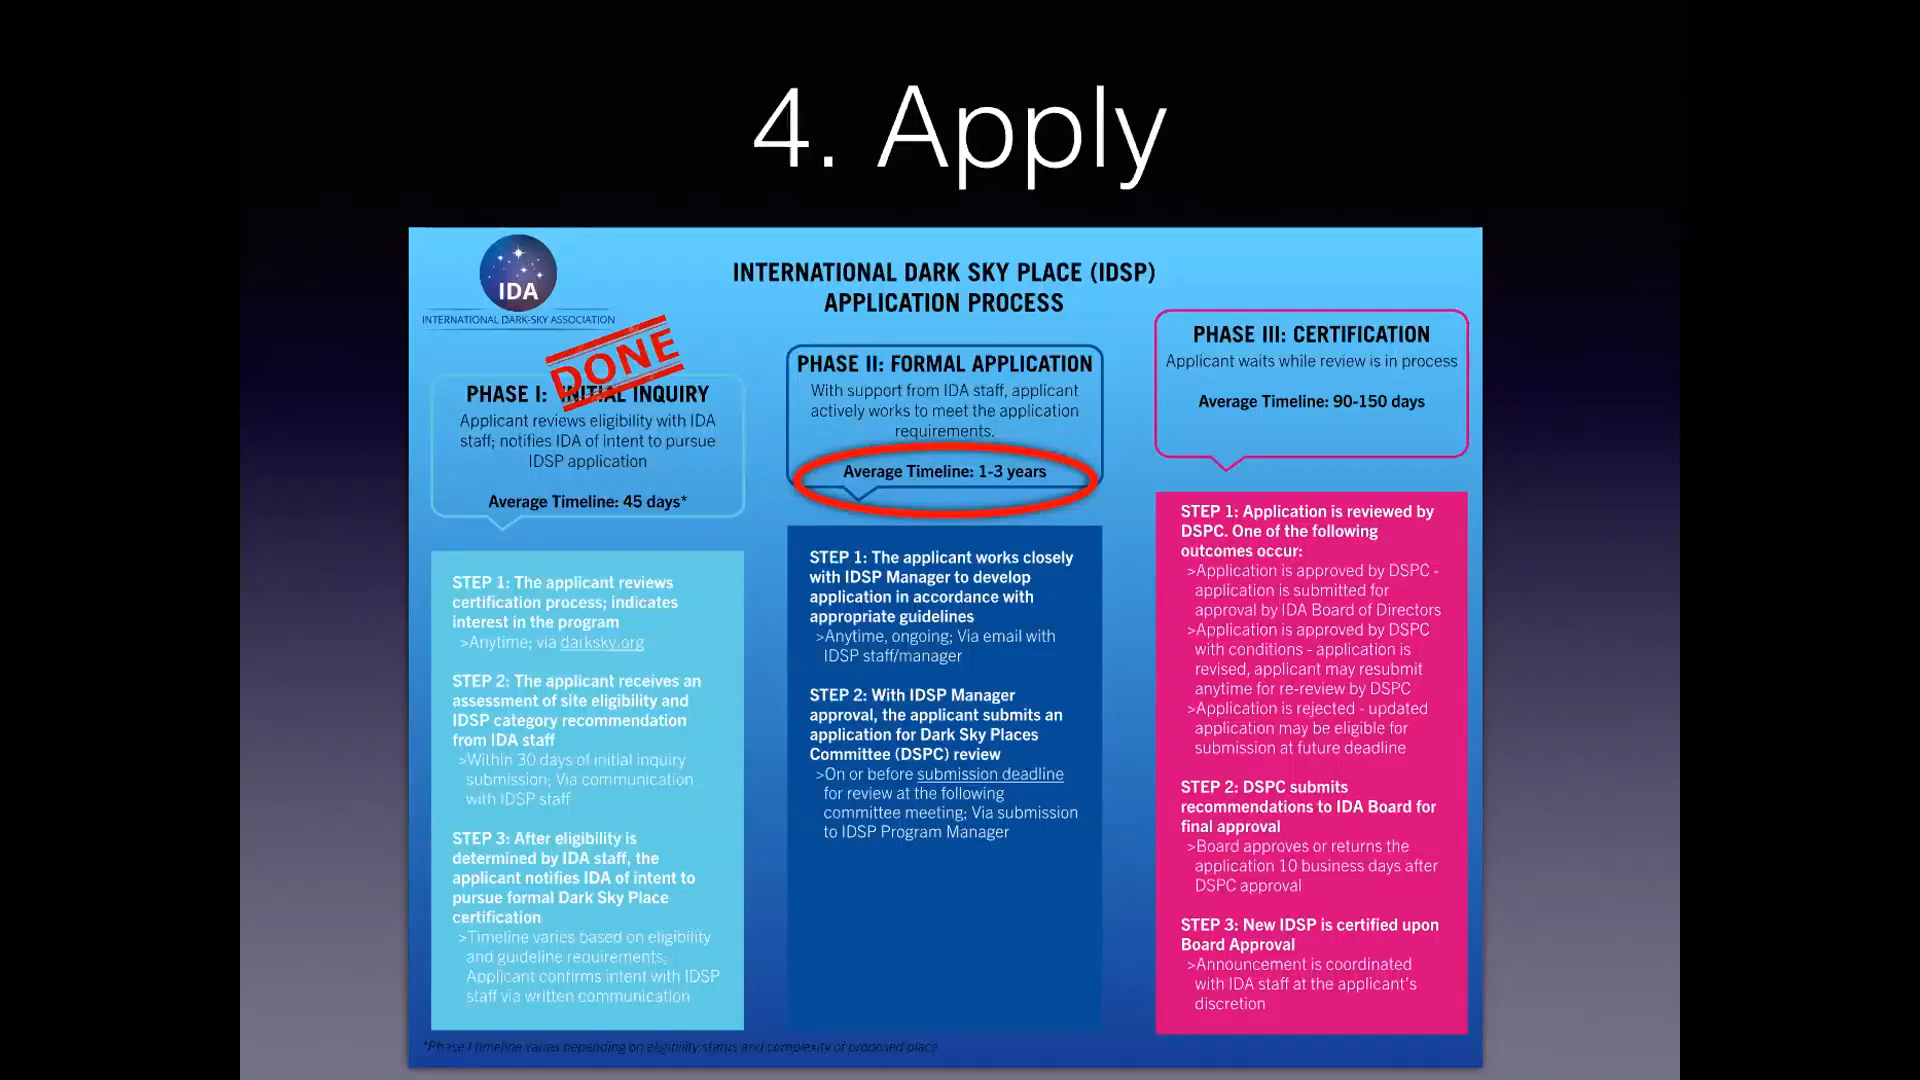 4. Apply
IDA
INTERNATIONAL DARK-SKY ASSOCIATION
INTERNATIONAL DARK SKY PLACE (IDSP)
APPLICATION PROCESS
DONE
PHASE I: INITIAL INQUIRY
Applicant reviews eligibility with IDA
staff; notifies IDA of intent to pursue
IDSP application
Average Timeline: 45 days*
STEP 1: The applicant reviews
certification process; indicates
interest in the program
>Anytime; via darksky.org
STEP 2: The applicant receives an
assessment of site eligibility and
IDSP category recommendation
from IDA staff
>Within 30 days of initial inquiry
submission; Via communication
with IDSP staff
STEP 3: After eligibility is
determined by IDA staff, the
applicant notifies IDA of intent to
pursue formal Dark Sky Place
certification
>Timeline varies based on eligibility
and guideline requirements;
Applicant confirms intent with IDSP
staff via written communication
PHASE II: FORMAL APPLICATION
With support from IDA staff, applicant
actively works to meet the application
requirements.
Average Timeline: 1-3 years
STEP 1: The applicant works closely
with IDSP Manager to develop
application in accordance with
appropriate guidelines
>Anytime, ongoing; Via email with
IDSP staff/manager
STEP 2: With IDSP Manager
approval, the applicant submits an
application for Dark Sky Places
Committee (DSPC) review
>On or before submission deadline
for review at the following
committee meeting; Via submission
to IDSP Program Manager
PHASE III: CERTIFICATION
Applicant waits while review is in process
Average Timeline: 90-150 days
STEP 1: Application is reviewed by
DSPC. One of the following
outcomes occur:
>Application is approved by DSPC -
application is submitted for
approval by IDA Board of Directors
>Application is approved by DSPC
with conditions - application is
revised, applicant may resubmit
anytime for re-review by DSPC
>Application is rejected - updated
application may be eligible for
submission at future deadline
STEP 2: DSPC submits
recommendations to IDA Board for
final approval
>Board approves or returns the
application 10 business days after
DSPC approval
STEP 3: New IDSP is certified upon
Board Approval
>Announcement is coordinated
with IDA staff at the applicant's
discretion
*Phase I timeline varies depending on eligibility status and complexity of proposed place